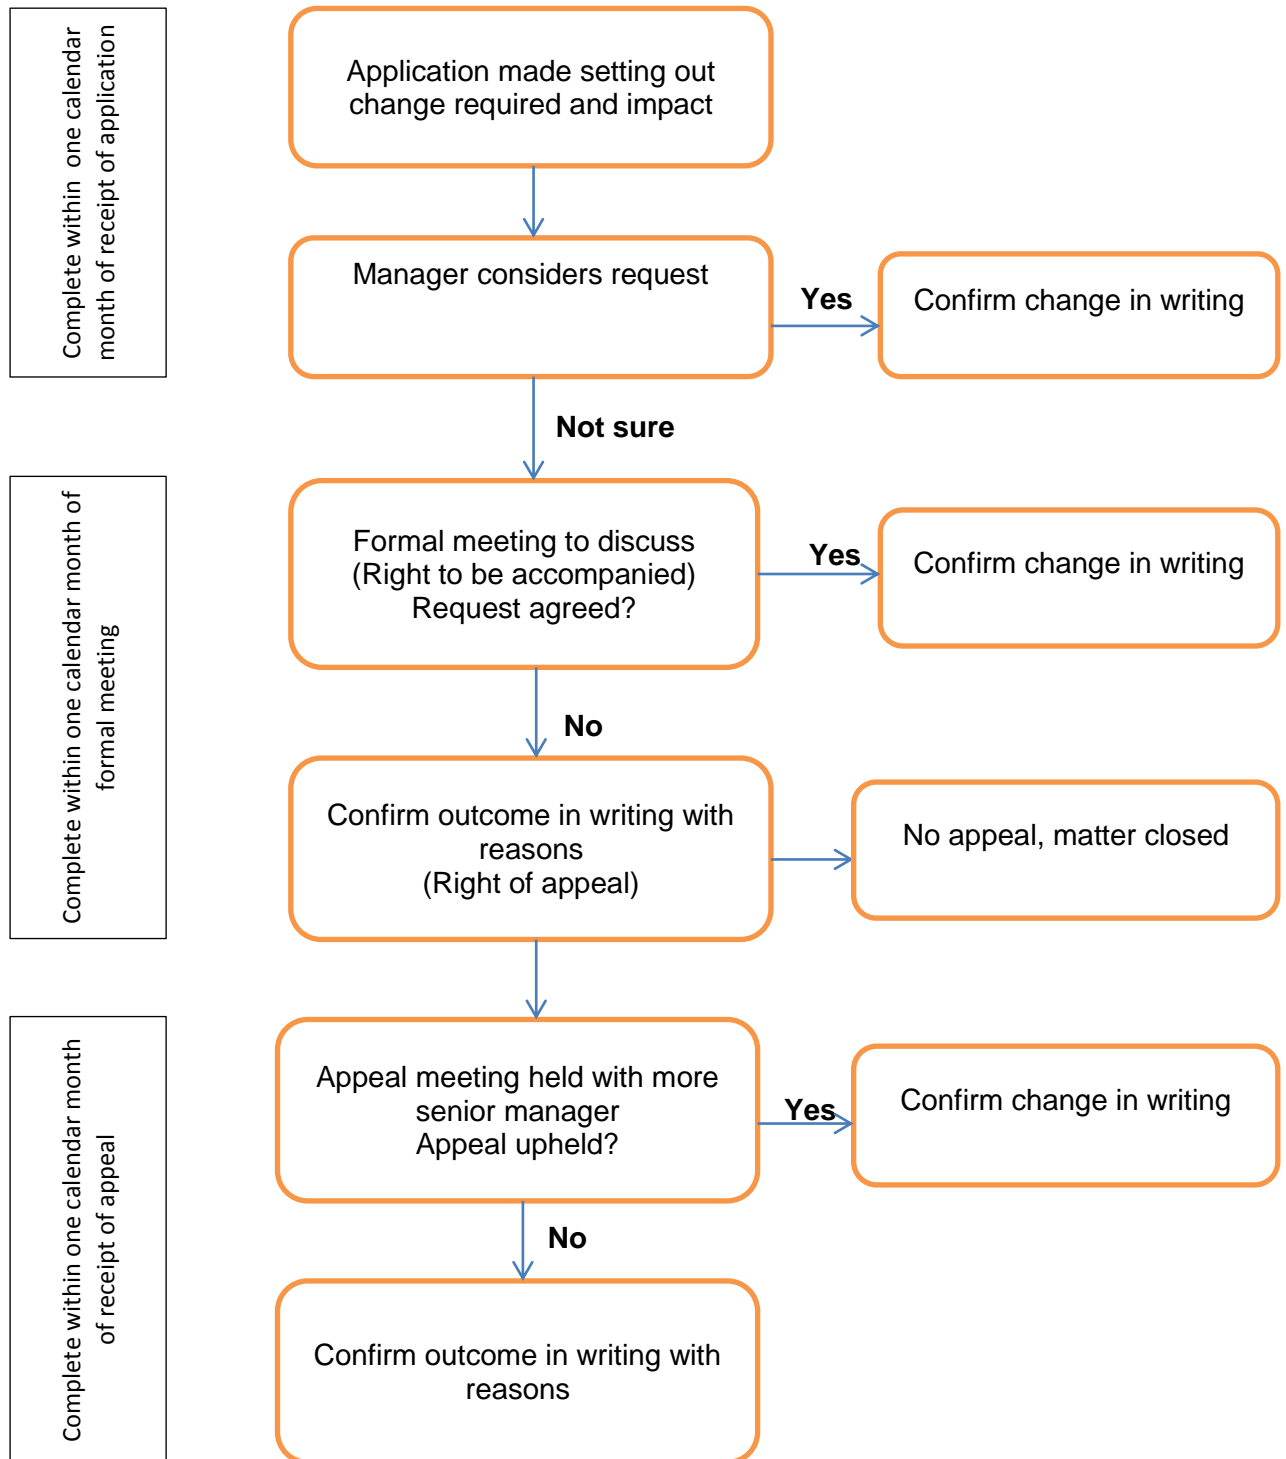 Complete within  one calendar
month of receipt of application
Application made setting out
change required and impact
Manager considers request
Yes
Confirm change in writing
Not sure
Complete within one calendar month of
formal meeting
Formal meeting to discuss
(Right to be accompanied)
Request agreed?
Yes
Confirm change in writing
No
Confirm outcome in writing with
reasons
(Right of appeal)
No appeal, matter closed
Complete within one calendar month
of receipt of appeal
Appeal meeting held with more
senior manager
Appeal upheld?
Yes
Confirm change in writing
No
Confirm outcome in writing with
reasons